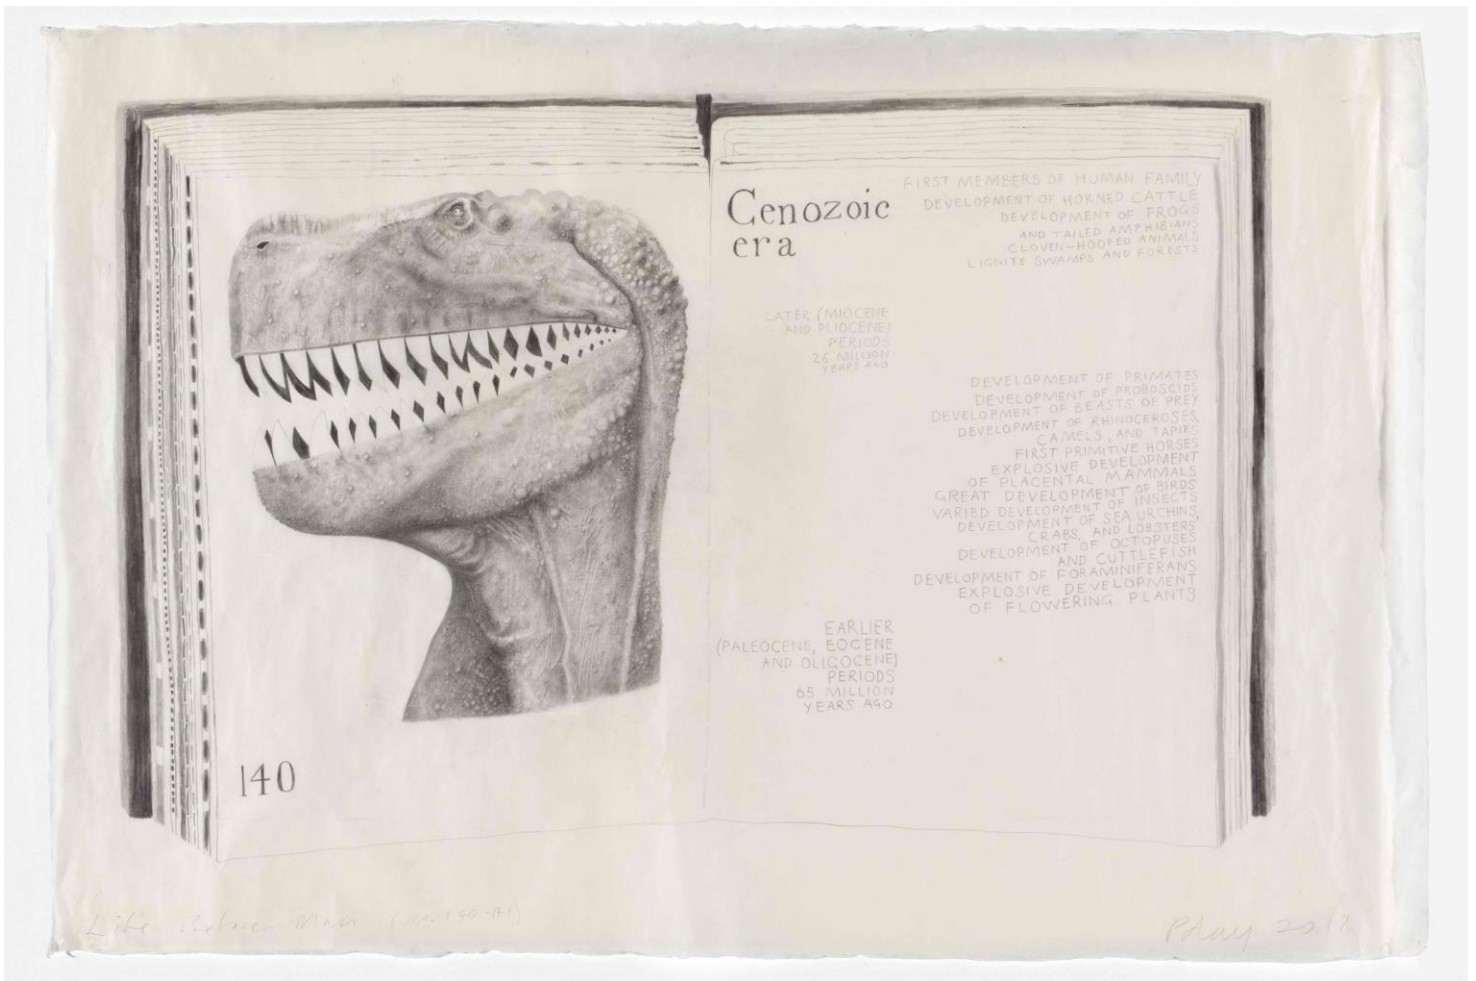 140
Cenozoic
era
FIRST MEMBERS OF HUMAN FAMILY
DEVELOPMENT OF HORNED CATTLE
DEVELOPMENT OF FROGS
AND TAILED AMPHIBIANS
CLOVEN-HOOFED ANIMALS
LIGNITE SWAMPS AND FORESTS
LATER (MIOCENE
AND PLIOCENE)
PERIODS
26 MILLION
YEARS AGO
DEVELOPMENT OF PRIMATES
DEVELOPMENT OF PROBOSCIDS
DEVELOPMENT OF BEASTS OF PREY
DEVELOPMENT OF RHINOCEROSES,
CAMELS, AND TAPIRS
FIRST PRIMITIVE HORSES
EXPLOSIVE DEVELOPMENT
OF PLACENTAL MAMMALS
GREAT DEVELOPMENT OF BIRDS
VARIED DEVELOPMENT OF INSECTS
DEVELOPMENT OF SEA URCHINS,
CRABS, AND LOBSTERS
DEVELOPMENT OF OCTOPUSES
AND CUTTLEFISH
DEVELOPMENT OF FORAMINIFERANS
EXPLOSIVE DEVELOPMENT
OF FLOWERING PLANTS
EARLIER
(PALEOCENE, EOCENE
AND OLIGOCENE)
PERIODS
65 MILLION
YEARS AGO
Life Before Man
2018